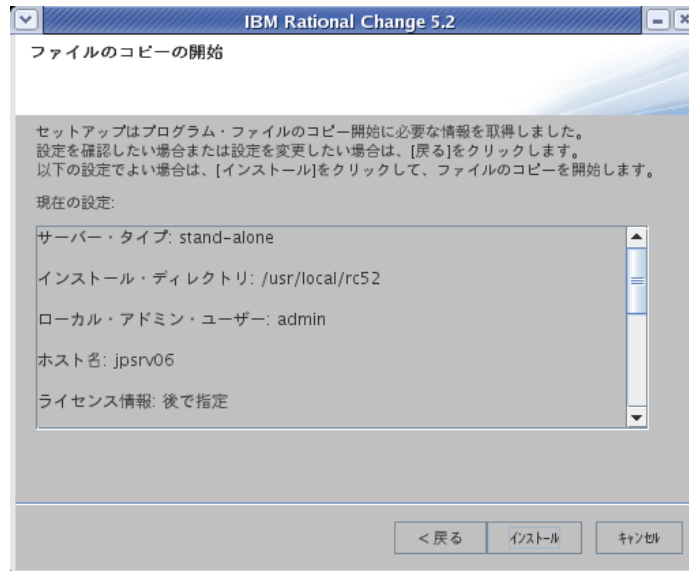 IBM Rational Change 5.2
ファイルのコピーの開始
セットアップはプログラム・ファイルのコピー開始に必要な情報を取得しました。
設定を確認したい場合または設定を変更したい場合は、[戻る]をクリックします。
以下の設定でよい場合は、[インストール]をクリックして、ファイルのコピーを開始します。
現在の設定:
サーバー・タイプ: stand-alone
インストール・ディレクトリ: /usr/local/rc52
ローカル・アドミン・ユーザー: admin
ホスト名: jpsrv06
ライセンス情報: 後で指定
<戻る ｲﾝｽﾄｰﾙ ｷｬﾝｾﾙ